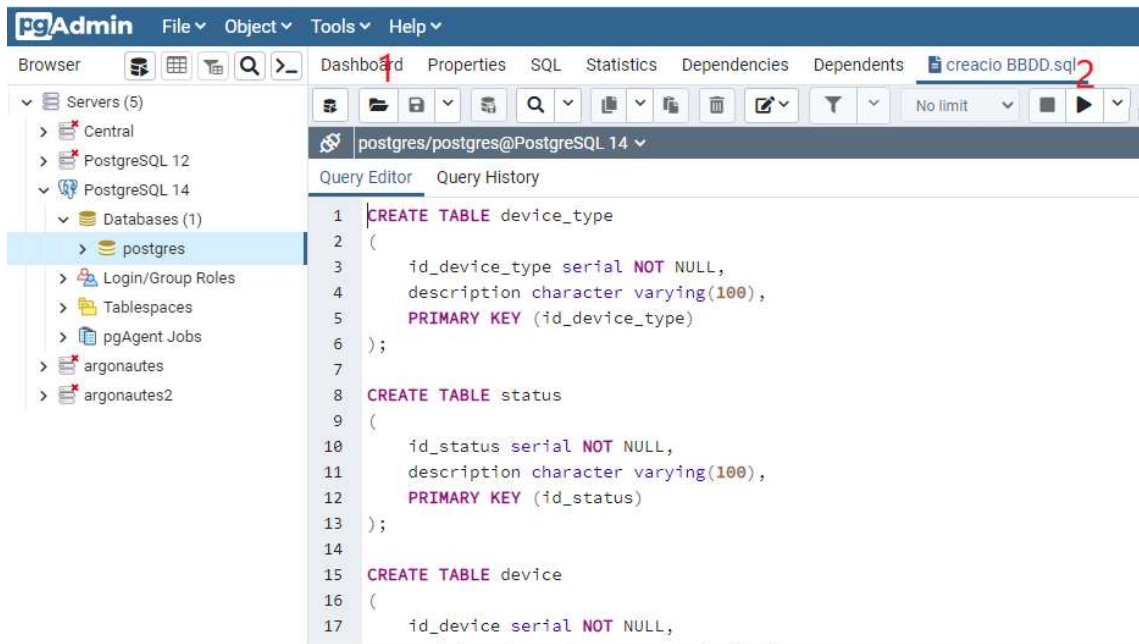 pgAdmin File Object Tools Help
Browser
Dashboard Properties SQL Statistics Dependencies Dependents creacio BBDD.sql
1
2
No limit
postgres/postgres@PostgreSQL 14
Query Editor Query History
Servers (5)
Central
PostgreSQL 12
PostgreSQL 14
Databases (1)
postgres
Login/Group Roles
Tablespaces
pgAgent Jobs
argonautes
argonautes2
1 CREATE TABLE device_type
2 (
3 id_device_type serial NOT NULL,
4 description character varying(100),
5 PRIMARY KEY (id_device_type)
6 );
7
8 CREATE TABLE status
9 (
10 id_status serial NOT NULL,
11 description character varying(100),
12 PRIMARY KEY (id_status)
13 );
14
15 CREATE TABLE device
16 (
17 id_device serial NOT NULL,